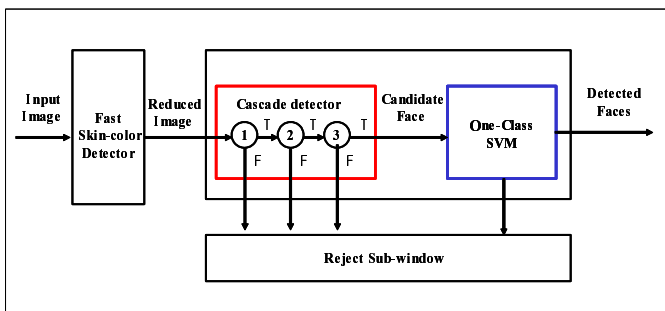 Input
Image
Fast
Skin-color
Detector
Reduced
Image
Cascade detector
1
T
2
T
3
T
F
F
F
Candidate
Face
One-Class
SVM
Detected
Faces
Reject Sub-window